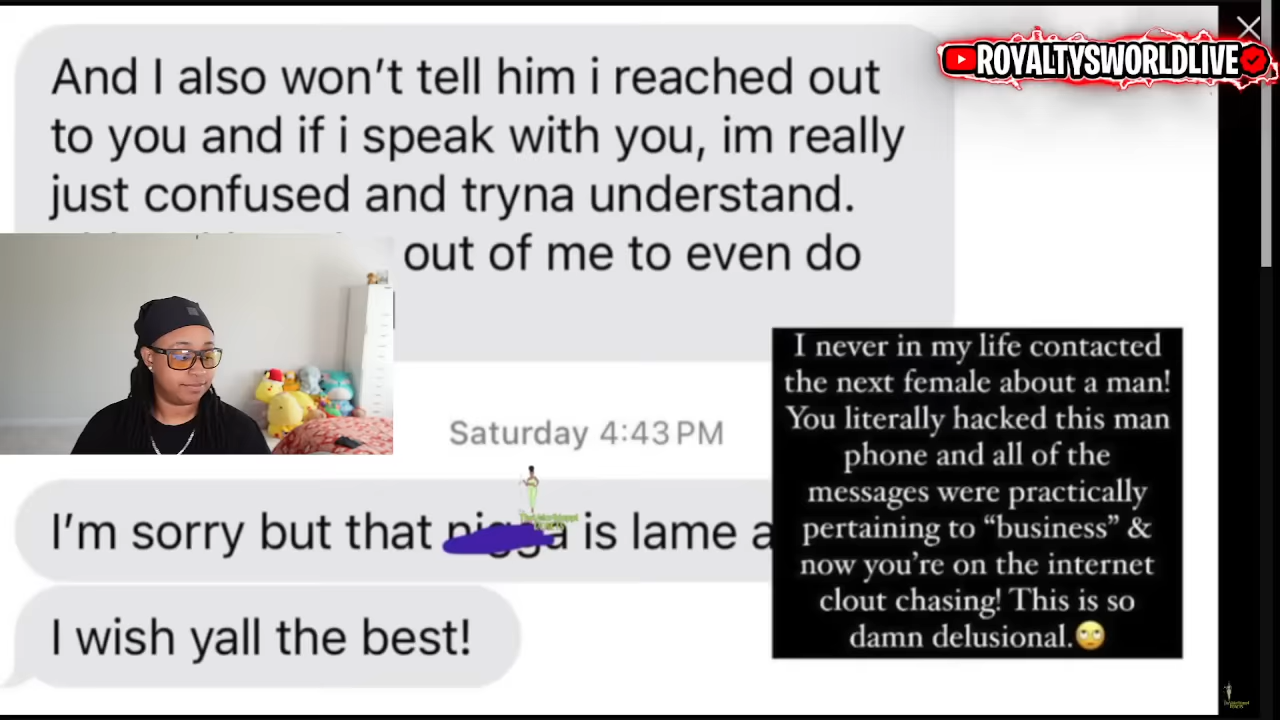 ROYALTYSWORLDLIVE
And I also won’t tell him i reached out
to you and if i speak with you, im really
just confused and tryna understand.
out of me to even do
Saturday 4:43 PM
I’m sorry but that nigga is lame a
I wish yall the best!
I never in my life contacted
the next female about a man!
You literally hacked this man
phone and all of the
messages were practically
pertaining to “business” &
now you’re on the internet
clout chasing! This is so
damn delusional.🙄